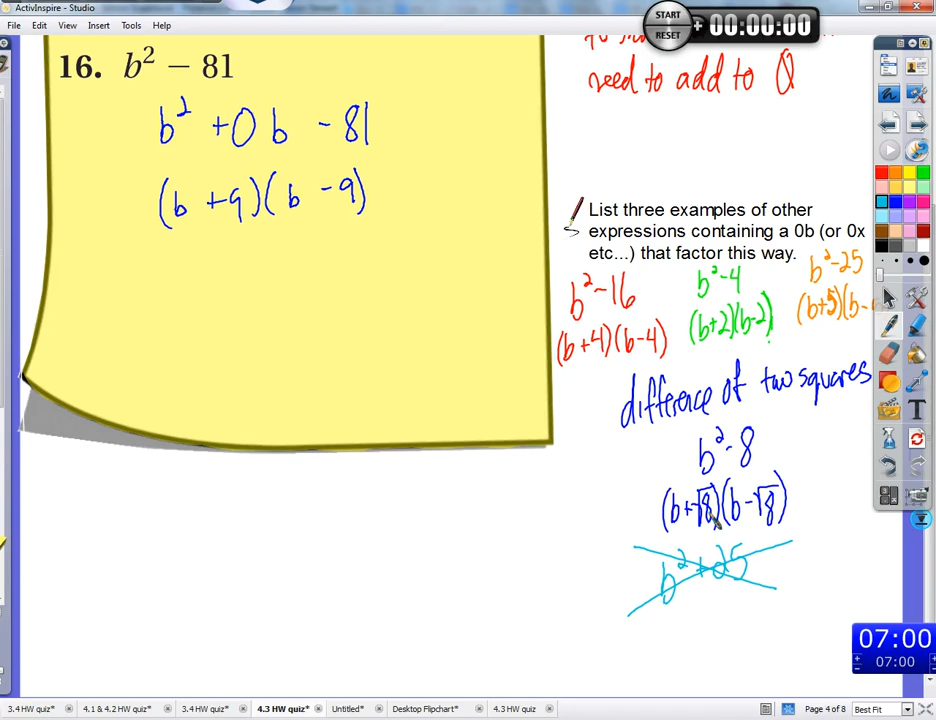 ActivInspire - Studio
File Edit View Insert Tools Help
START
RESET
00:00:00
need to add to Q
16. b² − 81
b² +0 b - 81
(b +9)(b -9)
List three examples of other
expressions containing a 0b (or 0x
etc...) that factor this way.
b²-16
(b+4)(b-4)
b²-4
(b+2)(b-2)
b²-25
(b+5)(b-
difference of two squares
b²-8
(b+√8)(b-√8)
b²+25
07:00
07:00
3.4 HW quiz* 4.1 & 4.2 HW quiz* 3.4 HW quiz* 4.3 HW quiz* Untitled* Desktop Flipchart* 4.3 HW quiz Page 4 of 8 Best Fit